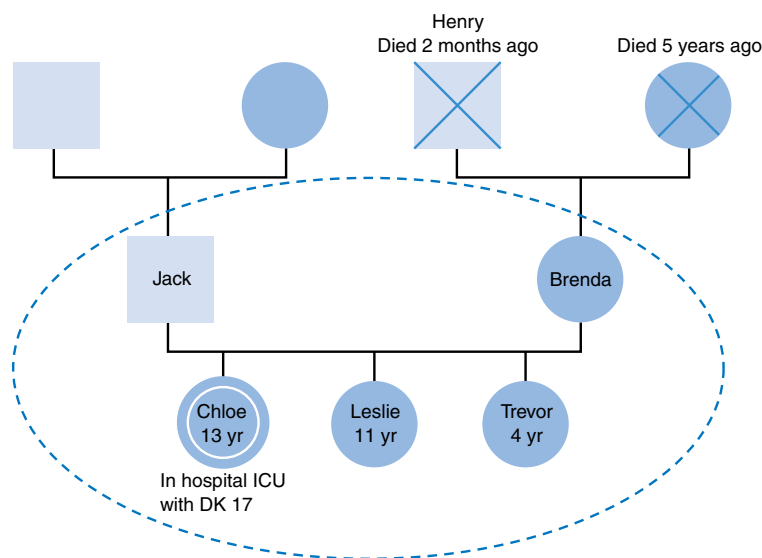 Henry
Died 2 months ago
Died 5 years ago
Jack
Brenda
Chloe
13 yr
Leslie
11 yr
Trevor
4 yr
In hospital ICU
with DK 17